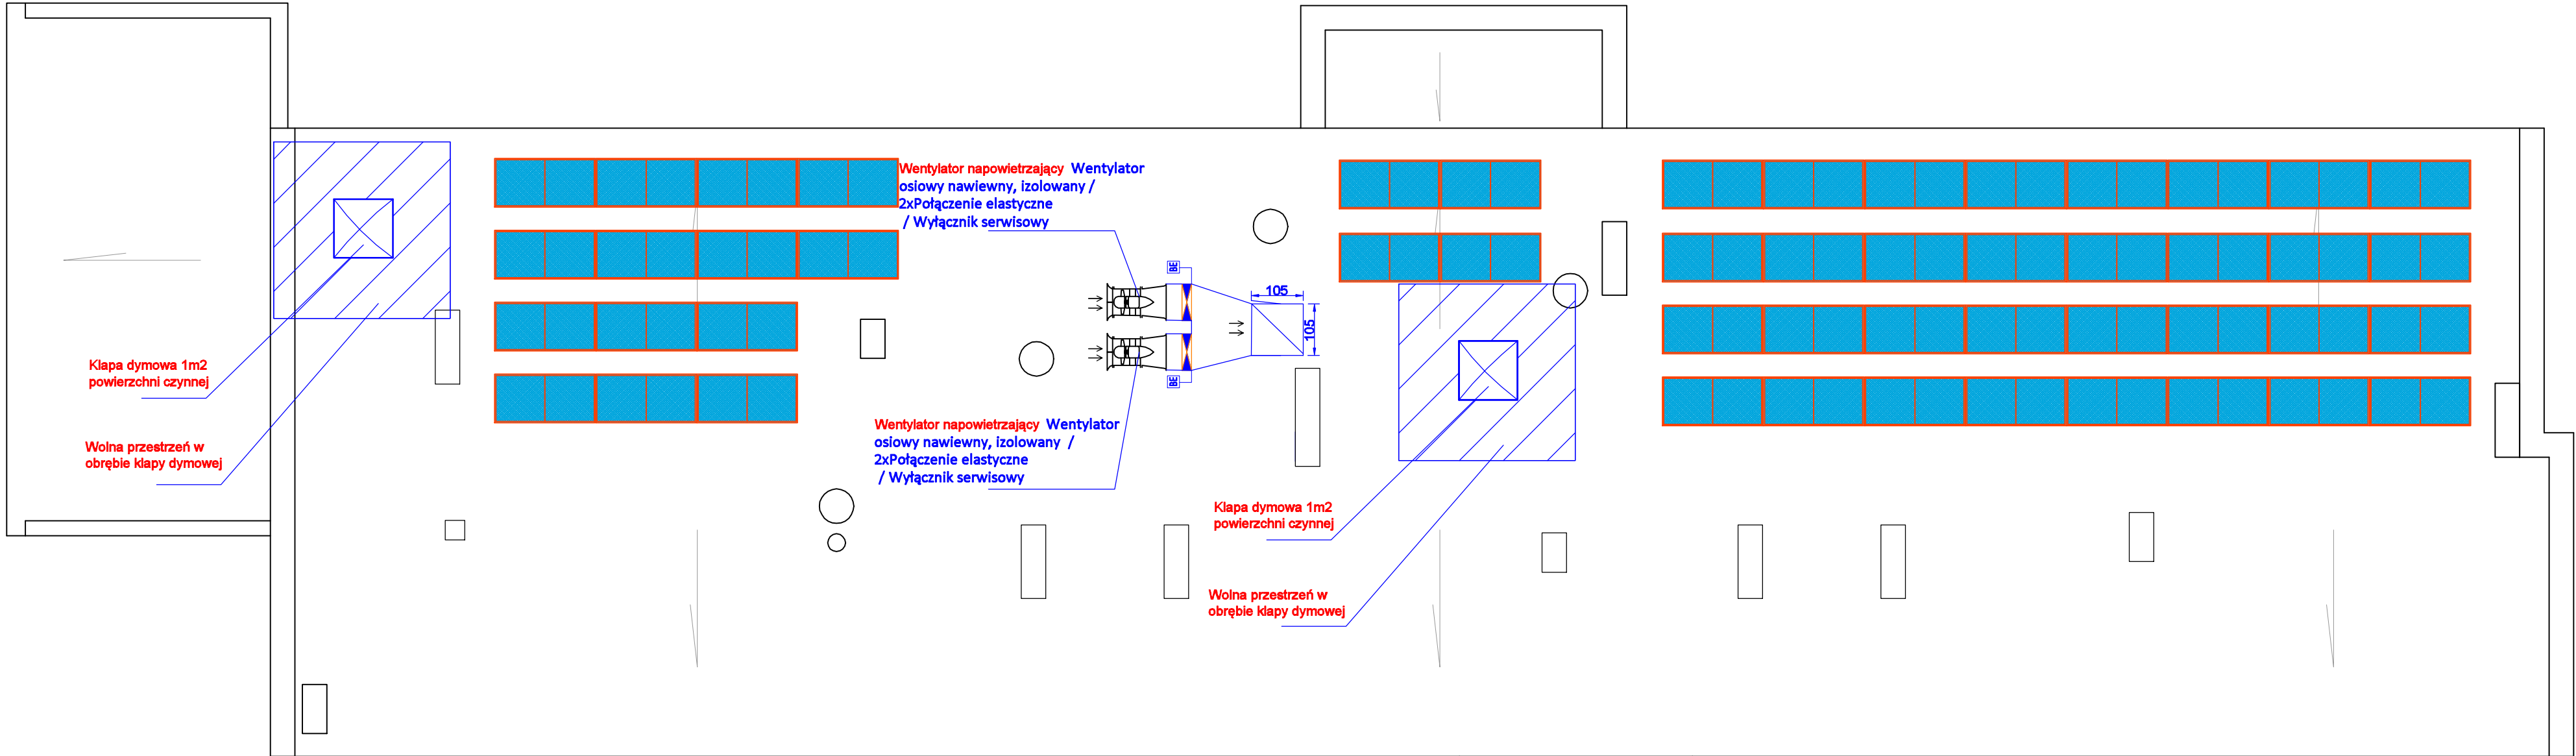 Wentylator napowietrzający Wentylator
osiowy nawiewny, izolowany /
2xPołączenie elastyczne
/ Wyłącznik serwisowy
BE
105
105
BE
Klapa dymowa 1m2
powierzchni czynnej
Wolna przestrzeń w
obrębie klapy dymowej
Wentylator napowietrzający Wentylator
osiowy nawiewny, izolowany /
2xPołączenie elastyczne
/ Wyłącznik serwisowy
Klapa dymowa 1m2
powierzchni czynnej
Wolna przestrzeń w
obrębie klapy dymowej